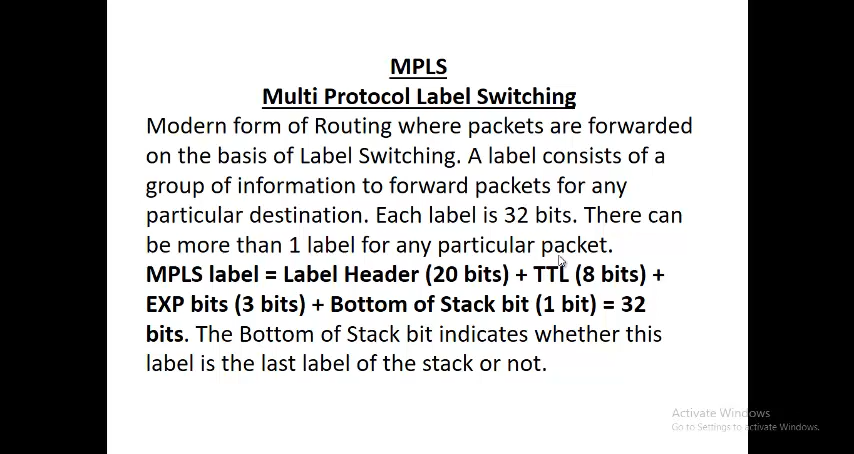 MPLS
Multi Protocol Label Switching
Modern form of Routing where packets are forwarded
on the basis of Label Switching. A label consists of a
group of information to forward packets for any
particular destination. Each label is 32 bits. There can
be more than 1 label for any particular packet.
MPLS label = Label Header (20 bits) + TTL (8 bits) +
EXP bits (3 bits) + Bottom of Stack bit (1 bit) = 32
bits. The Bottom of Stack bit indicates whether this
label is the last label of the stack or not.
Activate Windows
Go to Settings to activate Windows.